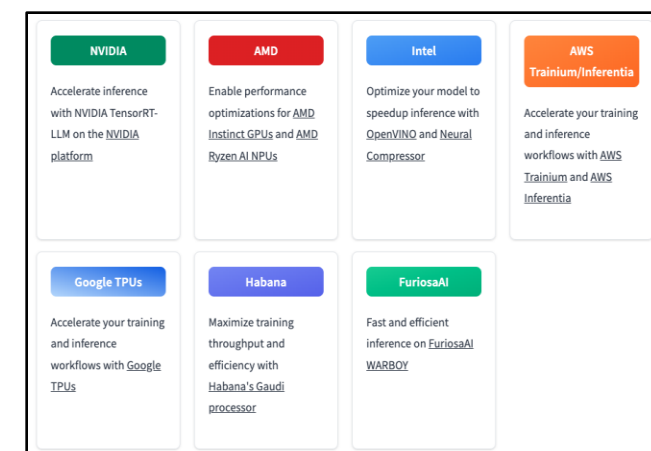 NVIDIA
Accelerate inference
with NVIDIA TensorRT-
LLM on the NVIDIA
platform
AMD
Enable performance
optimizations for AMD
Instinct GPUs and AMD
Ryzen AI NPUs
Intel
Optimize your model to
speedup inference with
OpenVINO and Neural
Compressor
AWS
Trainium/Inferentia
Accelerate your training
and inference
workflows with AWS
Trainium and AWS
Inferentia
Google TPUs
Accelerate your training
and inference
workflows with Google
TPUs
Habana
Maximize training
throughput and
efficiency with
Habana's Gaudi
processor
FuriosaAI
Fast and efficient
inference on FuriosaAI
WARBOY